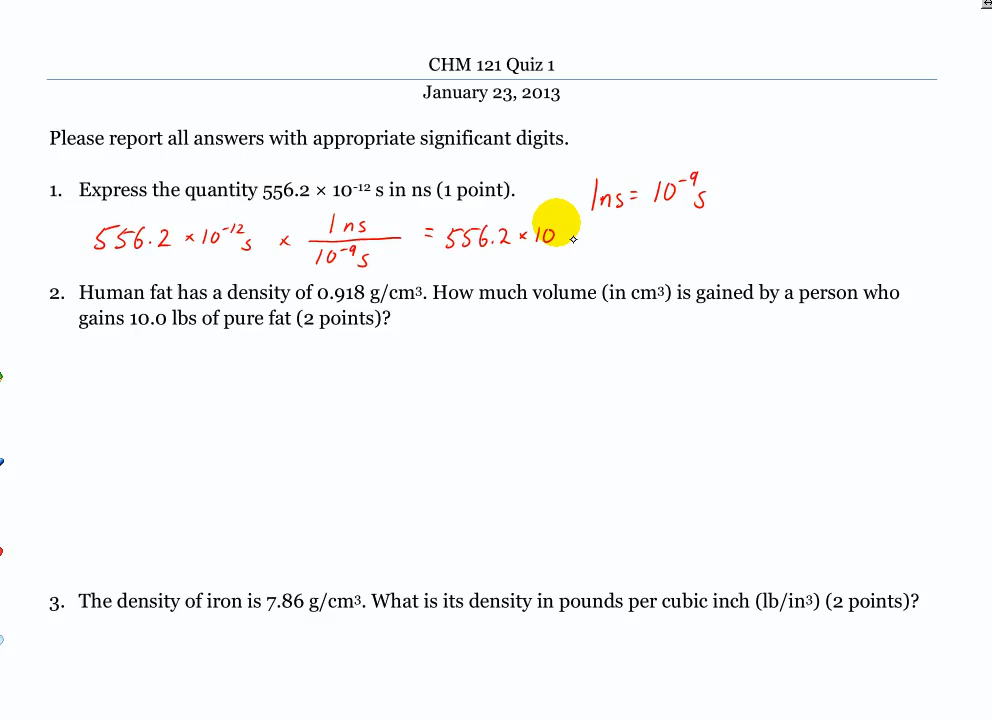 CHM 121 Quiz 1
January 23, 2013
Please report all answers with appropriate significant digits.
1. Express the quantity 556.2 × 10⁻¹² s in ns (1 point).
1ns = 10⁻⁹ s
556.2 × 10⁻¹² s × 1 ns / 10⁻⁹ s = 556.2 × 10
2. Human fat has a density of 0.918 g/cm³. How much volume (in cm³) is gained by a person who
gains 10.0 lbs of pure fat (2 points)?
3. The density of iron is 7.86 g/cm³. What is its density in pounds per cubic inch (lb/in³) (2 points)?